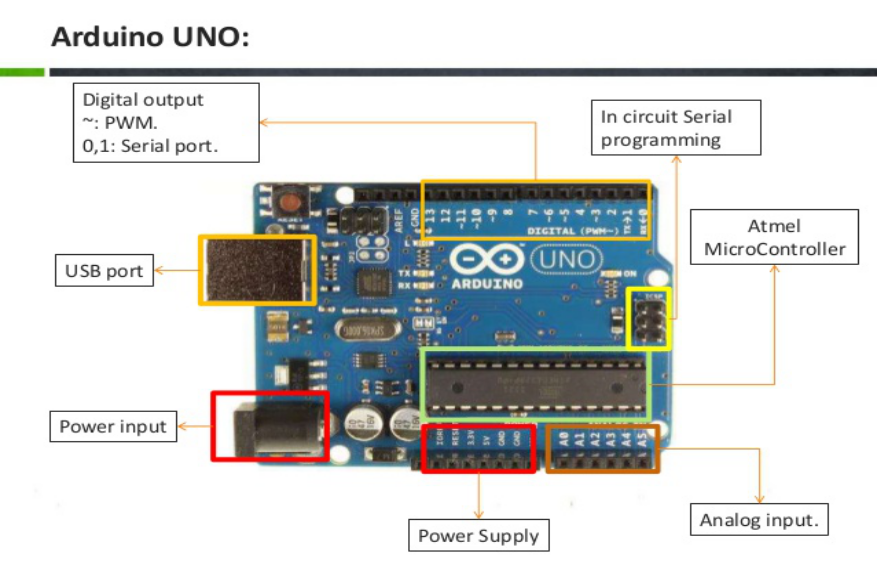 Arduino UNO:
Digital output
~: PWM.
0,1: Serial port.
In circuit Serial
programming
Atmel
MicroController
USB port
Power input
Power Supply
Analog input.
AREF
GND
13
12
~11
~10
~9
8
7
~6
~5
4
~3
2
TX→1
RX←0
DIGITAL (PWM~)
L
TX
RX
ARDUINO
UNO
ON
ICSP
RESET
3.3V
5V
GND
GND
A0
A1
A2
A3
A4
A5